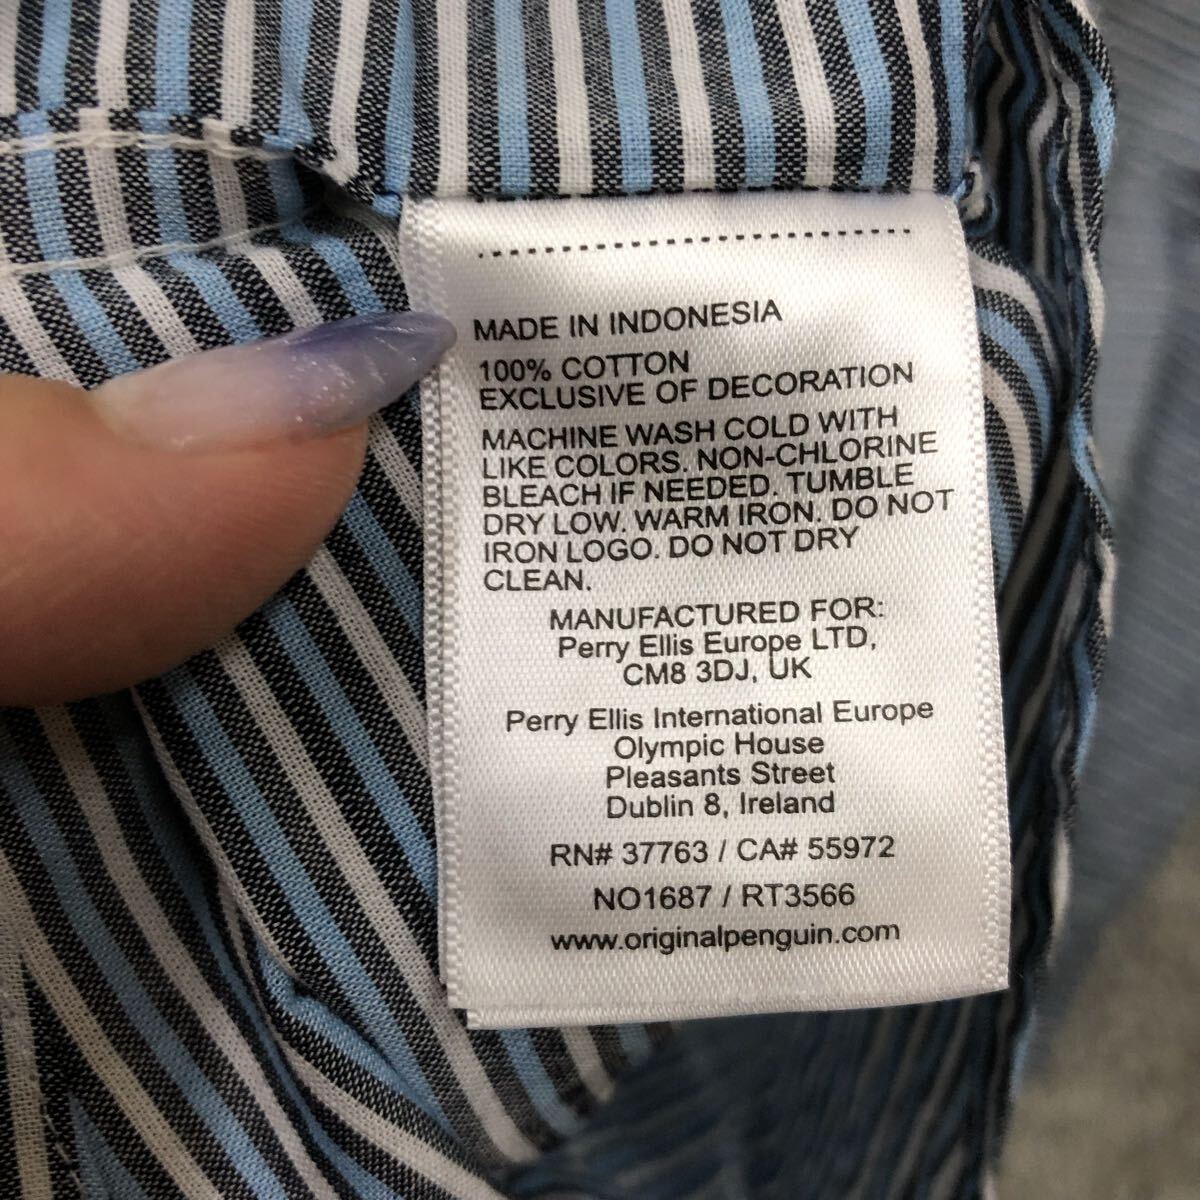 MADE IN INDONESIA
100% COTTON
EXCLUSIVE OF DECORATION
MACHINE WASH COLD WITH
LIKE COLORS. NON-CHLORINE
BLEACH IF NEEDED. TUMBLE
DRY LOW. WARM IRON. DO NOT
IRON LOGO. DO NOT DRY
CLEAN.
MANUFACTURED FOR:
Perry Ellis Europe LTD,
CM8 3DJ, UK
Perry Ellis International Europe
Olympic House
Pleasants Street
Dublin 8, Ireland
RN# 37763 / CA# 55972
NO1687 / RT3566
www.originalpenguin.com